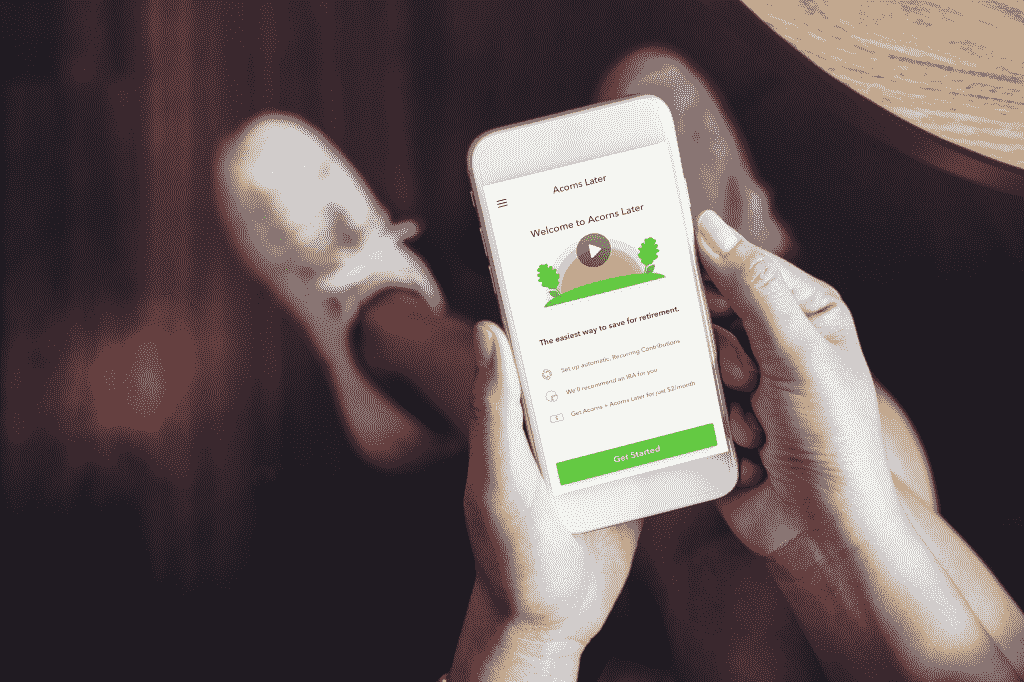 Acorns Later
Welcome to Acorns Later
The easiest way to save for retirement.
Set up automatic, Recurring Contributions
We'll recommend an IRA for you
Get Acorns + Acorns Later for just $2/month
Get Started